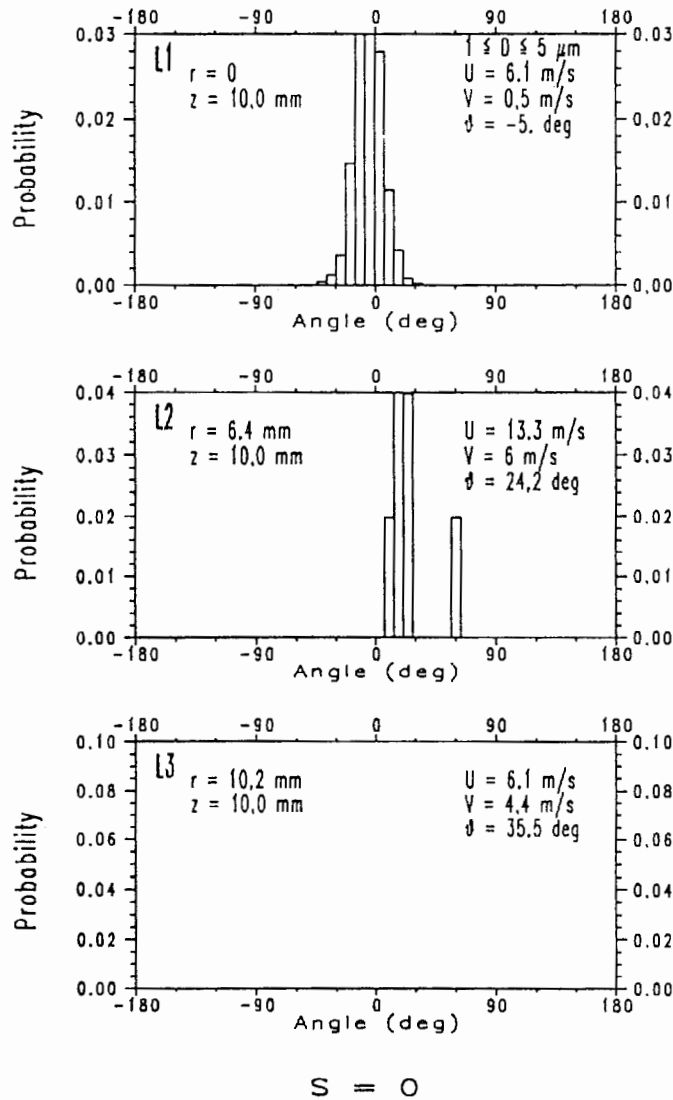 -180 -90 0 90 180
0.03 L1 1 ≤ D ≤ 5 μm 0.03
r = 0 U = 6.1 m/s
z = 10,0 mm V = 0,5 m/s
ϑ = -5. deg
0.02 0.02
Probability
0.01 0.01
0,00 0,00
-180 -90 0 90 180
Angle (deg)
-180 -90 0 90 180
0.04 L2 0.04
r = 6.4 mm U = 13.3 m/s
z = 10,0 mm V = 6 m/s
0.03 ϑ = 24,2 deg 0.03
Probability
0.02 0.02
0.01 0.01
0.00 0.00
-180 -90 0 90 180
Angle (deg)
-180 -90 0 90 180
0.10 L3 0.10
r = 10,2 mm U = 6.1 m/s
z = 10,0 mm V = 4,4 m/s
0.08 0.08
ϑ = 35.5 deg
0.06 0.06
Probability
0.04 0.04
0.02 0.02
0.00 0.00
-180 -90 0 90 180
Angle (deg)
S = 0